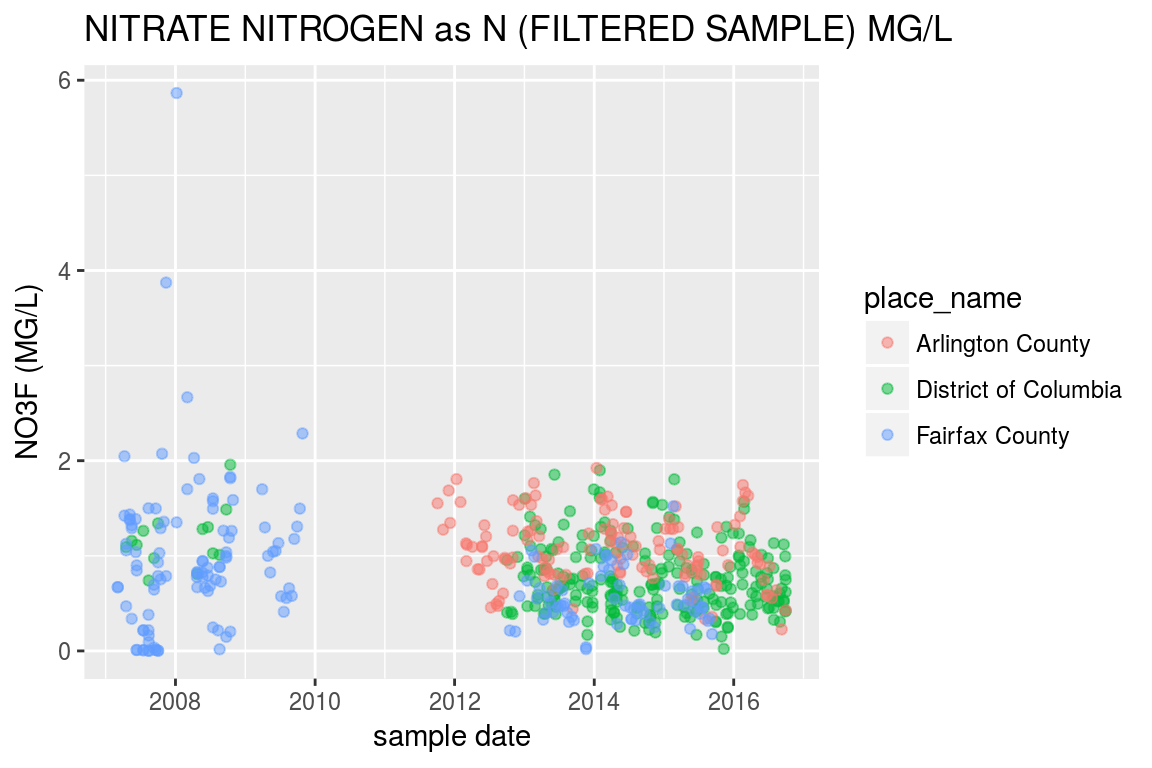 NITRATE NITROGEN as N (FILTERED SAMPLE) MG/L
6
4
2
0
NO3F (MG/L)
2008 2010 2012 2014 2016
sample date
place_name
Arlington County
District of Columbia
Fairfax County